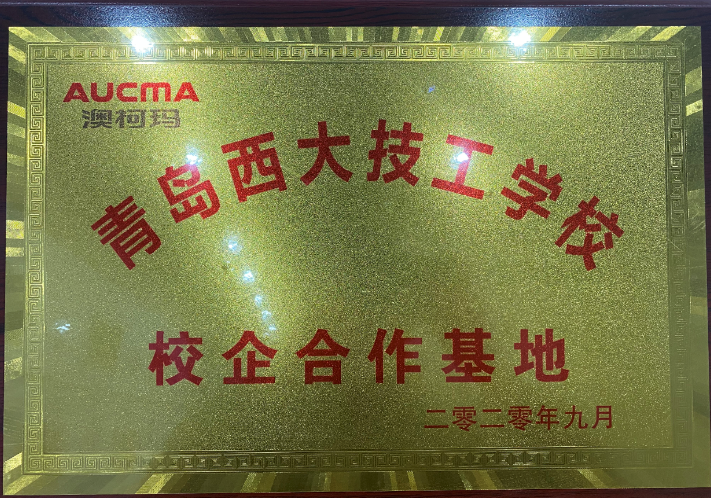 AUCMA
澳柯玛
青岛西大技工学校
校企合作基地
二零二零年九月